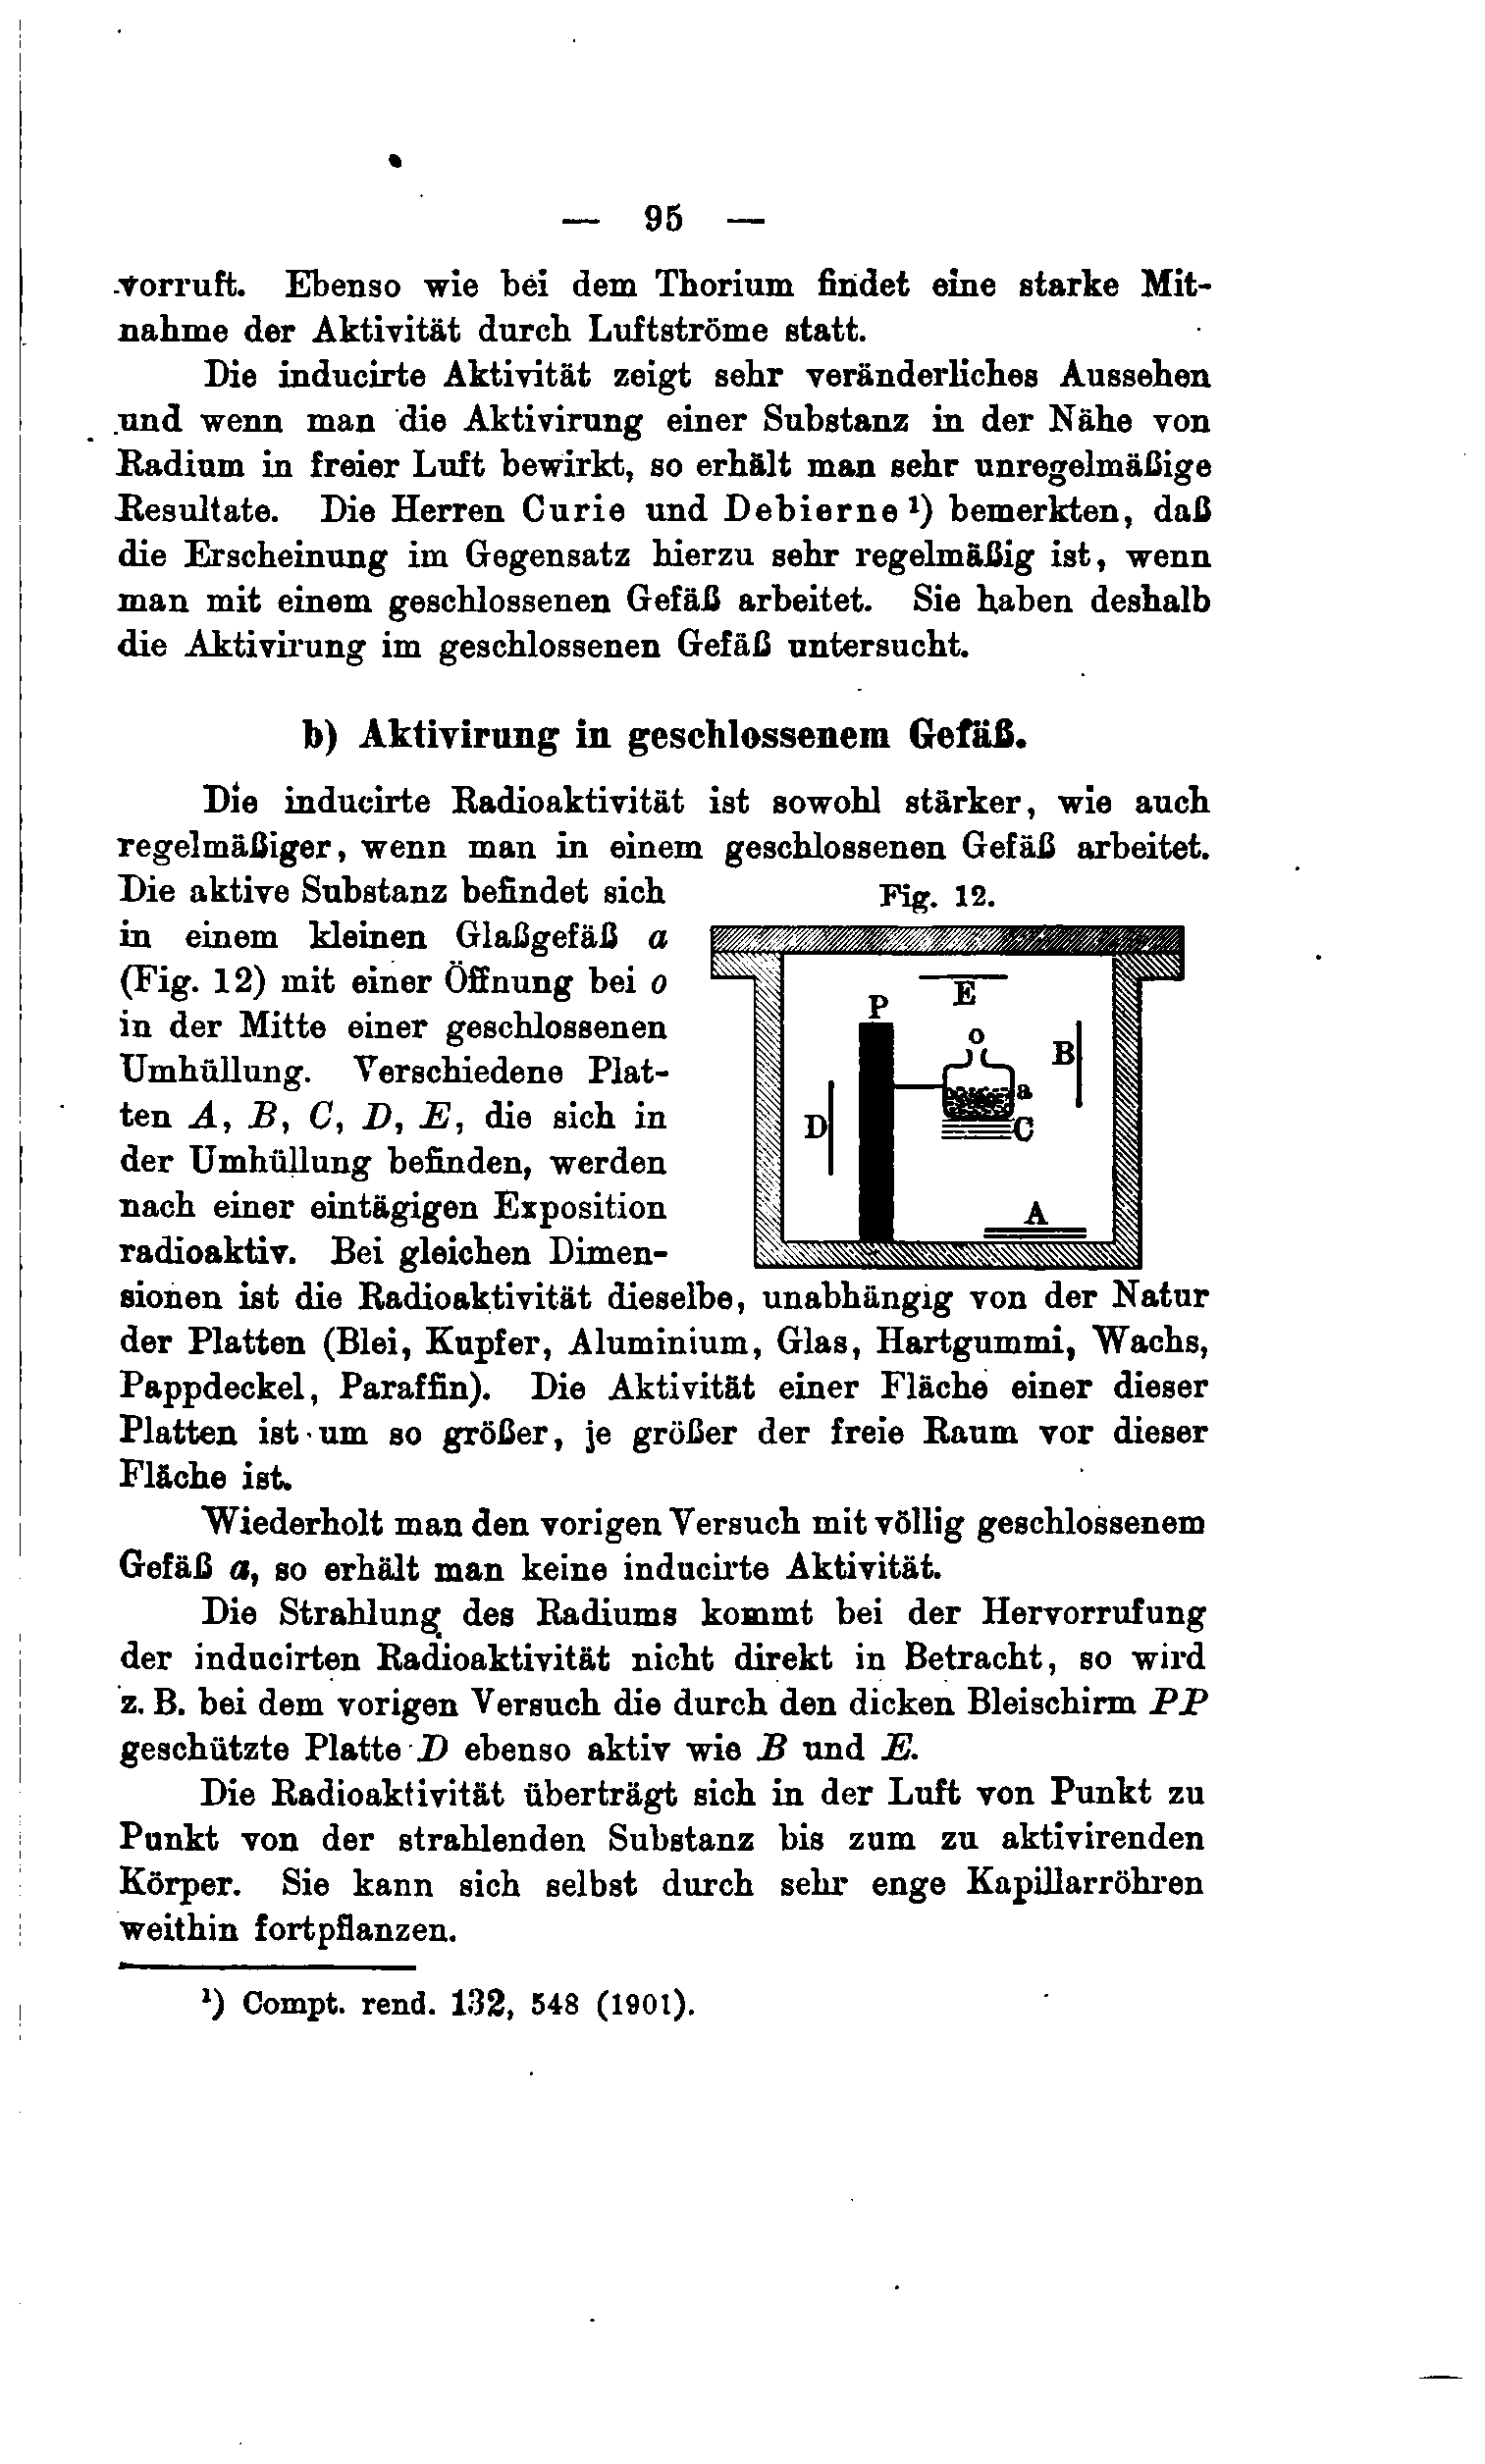 — 95 —
vorruft. Ebenso wie bei dem Thorium findet eine starke Mit-
nahme der Aktivität durch Luftströme statt.
Die inducirte Aktivität zeigt sehr veränderliches Aussehen
und wenn man die Aktivirung einer Substanz in der Nähe von
Radium in freier Luft bewirkt, so erhält man sehr unregelmäßige
Resultate. Die Herren Curie und Debierne¹) bemerkten, daß
die Erscheinung im Gegensatz hierzu sehr regelmäßig ist, wenn
man mit einem geschlossenen Gefäß arbeitet. Sie haben deshalb
die Aktivirung im geschlossenen Gefäß untersucht.
b) Aktivirung in geschlossenem Gefäß.
Die inducirte Radioaktivität ist sowohl stärker, wie auch
regelmäßiger, wenn man in einem geschlossenen Gefäß arbeitet.
Die aktive Substanz befindet sich
in einem kleinen Glaßgefäß a
(Fig. 12) mit einer Öffnung bei o
in der Mitte einer geschlossenen
Umhüllung. Verschiedene Plat-
ten A, B, C, D, E, die sich in
der Umhüllung befinden, werden
nach einer eintägigen Exposition
radioaktiv. Bei gleichen Dimen-
Fig. 12.
E
P
o
B
a
D
C
A
sionen ist die Radioaktivität dieselbe, unabhängig von der Natur
der Platten (Blei, Kupfer, Aluminium, Glas, Hartgummi, Wachs,
Pappdeckel, Paraffin). Die Aktivität einer Fläche einer dieser
Platten ist um so größer, je größer der freie Raum vor dieser
Fläche ist.
Wiederholt man den vorigen Versuch mit völlig geschlossenem
Gefäß a, so erhält man keine inducirte Aktivität.
Die Strahlung des Radiums kommt bei der Hervorrufung
der inducirten Radioaktivität nicht direkt in Betracht, so wird
z. B. bei dem vorigen Versuch die durch den dicken Bleischirm PP
geschützte Platte D ebenso aktiv wie B und E.
Die Radioaktivität überträgt sich in der Luft von Punkt zu
Punkt von der strahlenden Substanz bis zum zu aktivirenden
Körper. Sie kann sich selbst durch sehr enge Kapillarröhren
weithin fortpflanzen.
¹) Compt. rend. 132, 548 (1901).